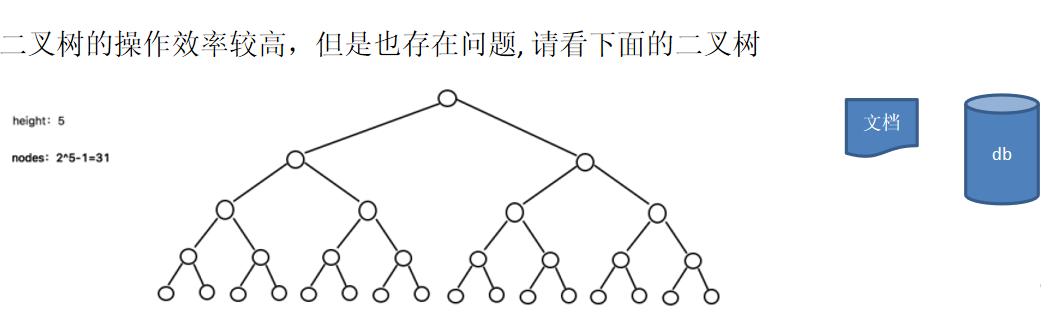 二叉树的操作效率较高，但是也存在问题, 请看下面的二叉树
height：5
nodes：2^5-1=31
文档
db